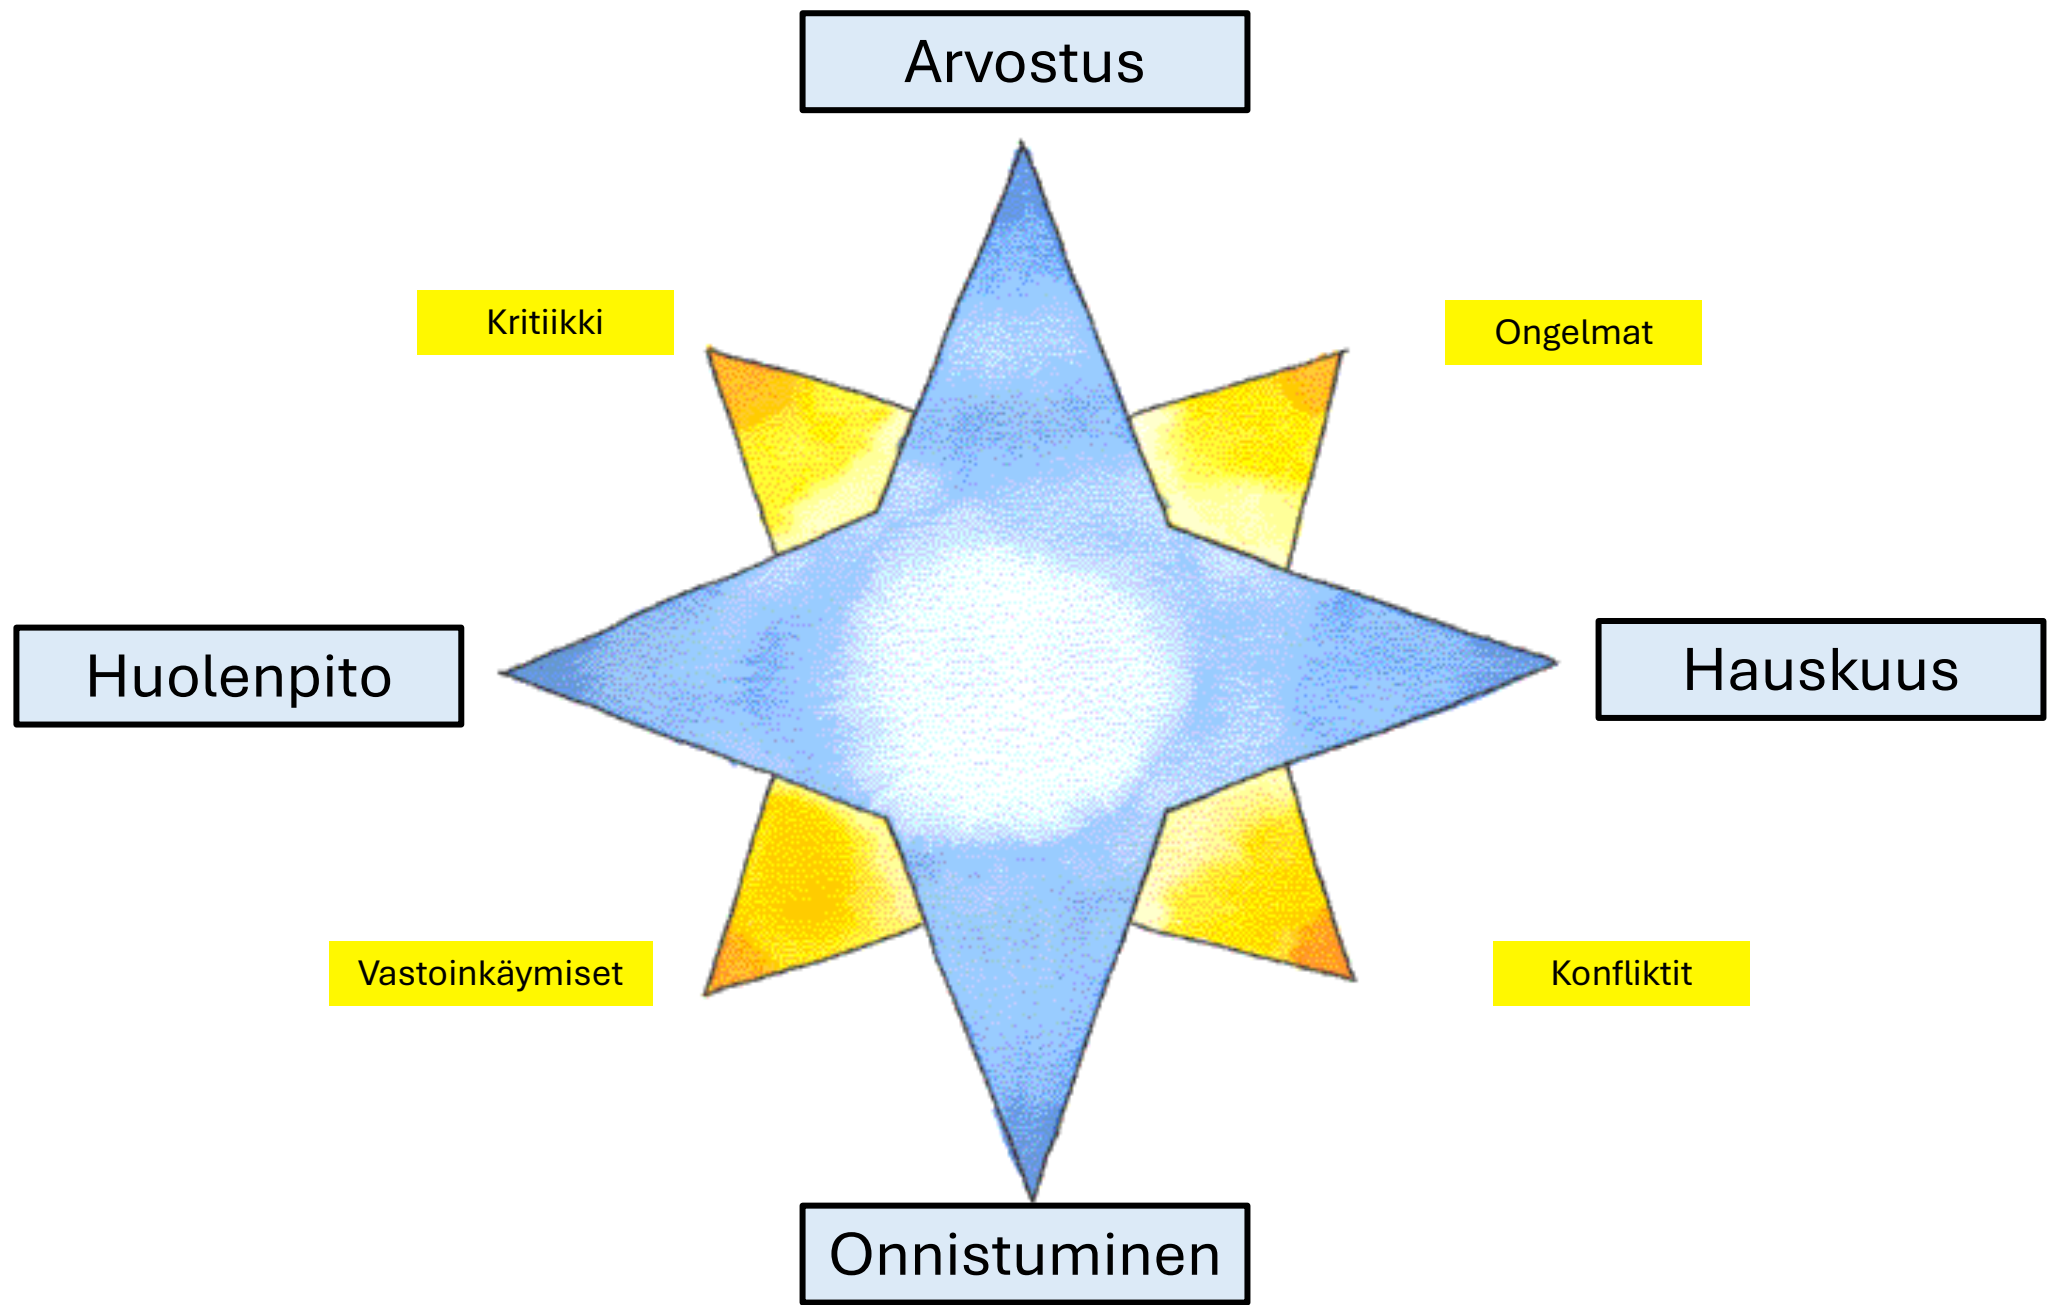 Arvostus
Kritiikki
Ongelmat
Huolenpito
Hauskuus
Vastoinkäymiset
Konfliktit
Onnistuminen